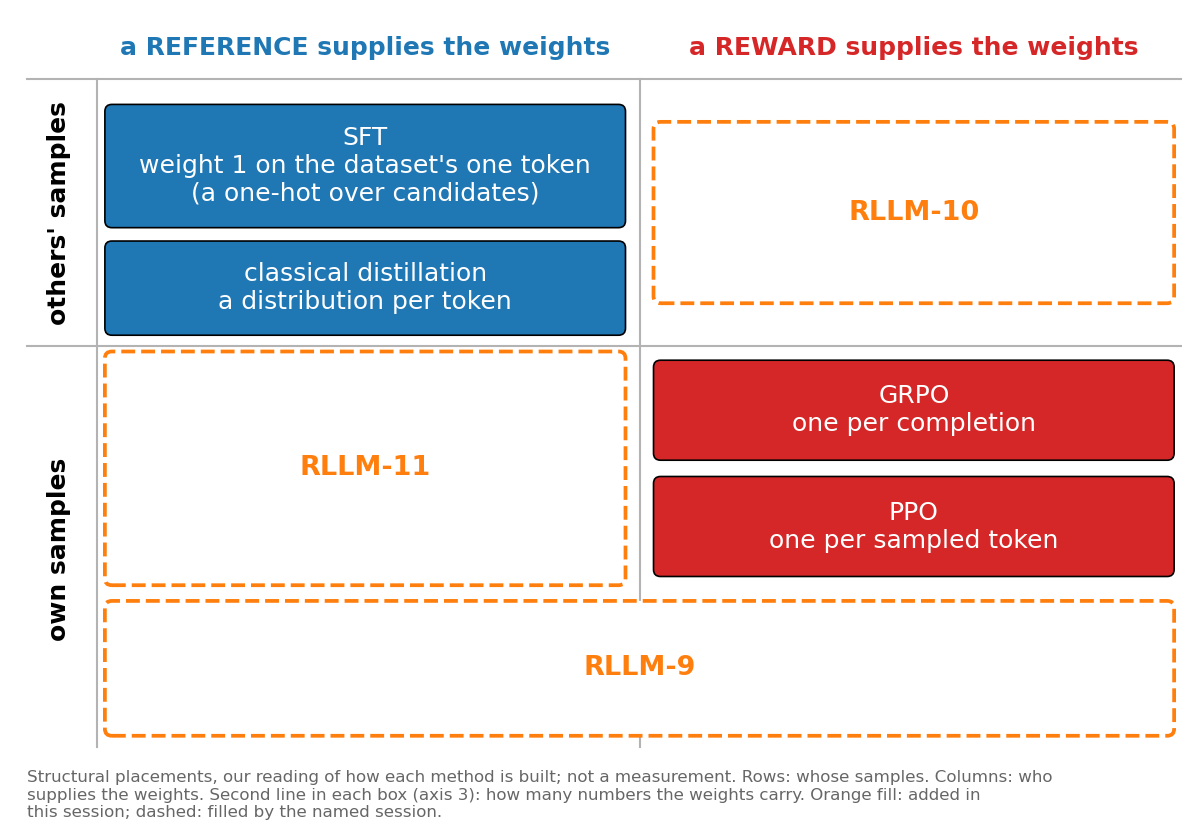 a REFERENCE supplies the weights
a REWARD supplies the weights
others' samples
SFT
weight 1 on the dataset's one token
(a one-hot over candidates)
classical distillation
a distribution per token
RLLM-10
own samples
RLLM-11
GRPO
one per completion
PPO
one per sampled token
RLLM-9
Structural placements, our reading of how each method is built; not a measurement. Rows: whose samples. Columns: who
supplies the weights. Second line in each box (axis 3): how many numbers the weights carry. Orange fill: added in
this session; dashed: filled by the named session.